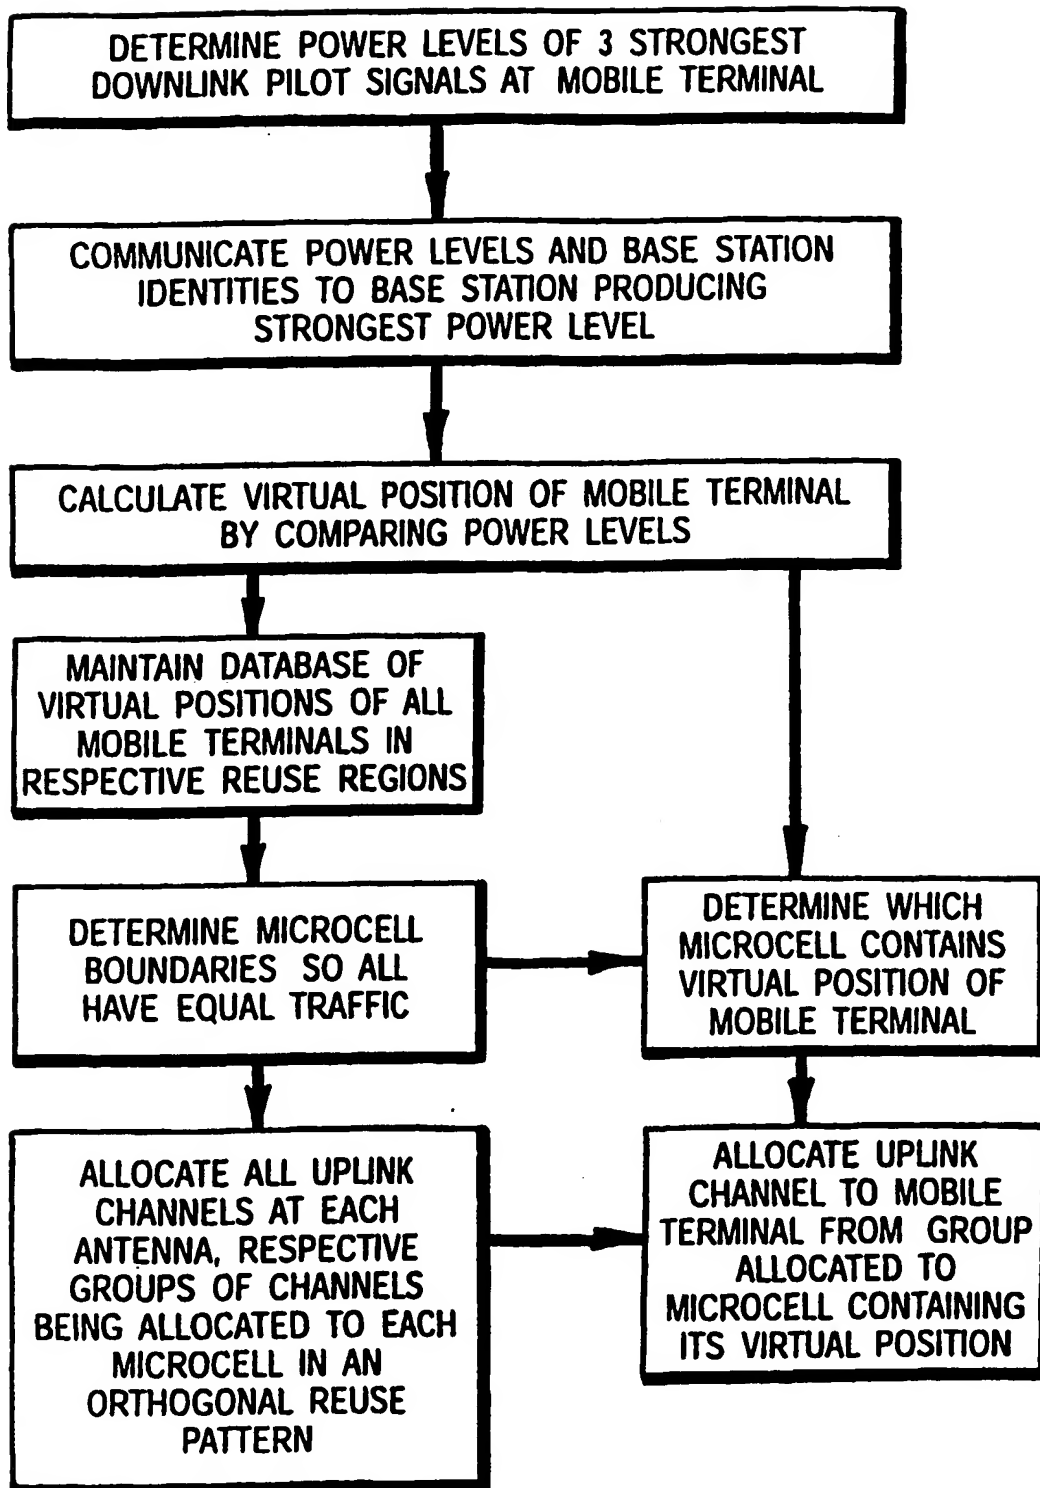 DETERMINE POWER LEVELS OF 3 STRONGEST
DOWNLINK PILOT SIGNALS AT MOBILE TERMINAL
COMMUNICATE POWER LEVELS AND BASE STATION
IDENTITIES TO BASE STATION PRODUCING
STRONGEST POWER LEVEL
CALCULATE VIRTUAL POSITION OF MOBILE TERMINAL
BY COMPARING POWER LEVELS
MAINTAIN DATABASE OF
VIRTUAL POSITIONS OF ALL
MOBILE TERMINALS IN
RESPECTIVE REUSE REGIONS
DETERMINE MICROCELL
BOUNDARIES SO ALL
HAVE EQUAL TRAFFIC
DETERMINE WHICH
MICROCELL CONTAINS
VIRTUAL POSITION OF
MOBILE TERMINAL
ALLOCATE ALL UPLINK
CHANNELS AT EACH
ANTENNA, RESPECTIVE
GROUPS OF CHANNELS
BEING ALLOCATED TO EACH
MICROCELL IN AN
ORTHOGONAL REUSE
PATTERN
ALLOCATE UPLINK
CHANNEL TO MOBILE
TERMINAL FROM GROUP
ALLOCATED TO
MICROCELL CONTAINING
ITS VIRTUAL POSITION